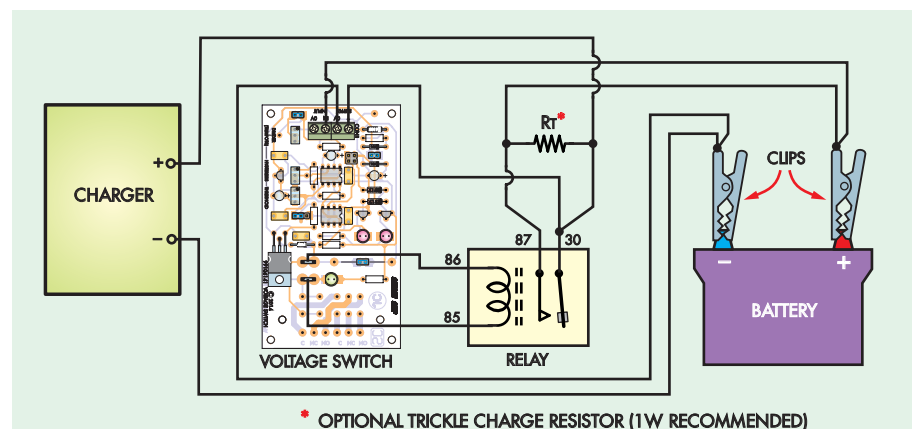 RT*
CLIPS
+
CHARGER
−
87 30
86
85
VOLTAGE SWITCH
RELAY
−
+
BATTERY
* OPTIONAL TRICKLE CHARGE RESISTOR (1W RECOMMENDED)